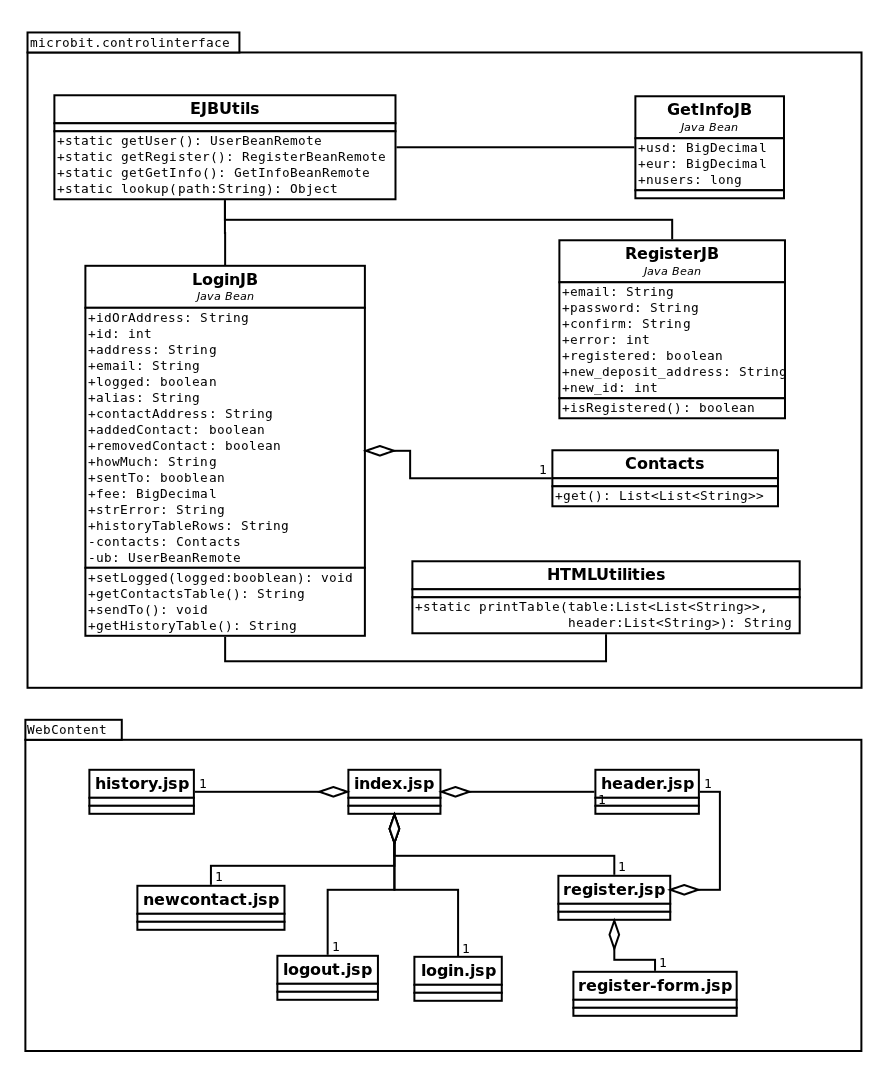 microbit.controlinterface
EJBUtils
+static getUser(): UserBeanRemote
+static getRegister(): RegisterBeanRemote
+static getGetInfo(): GetInfoBeanRemote
+static lookup(path:String): Object
GetInfoJB
Java Bean
+usd: BigDecimal
+eur: BigDecimal
+nusers: long
LoginJB
Java Bean
+idOrAddress: String
+id: int
+address: String
+email: String
+logged: boolean
+alias: String
+contactAddress: String
+addedContact: boolean
+removedContact: boolean
+howMuch: String
+sentTo: booblean
+fee: BigDecimal
+strError: String
+historyTableRows: String
-contacts: Contacts
-ub: UserBeanRemote
+setLogged(logged:booblean): void
+getContactsTable(): String
+sendTo(): void
+getHistoryTable(): String
RegisterJB
Java Bean
+email: String
+password: String
+confirm: String
+error: int
+registered: boolean
+new_deposit_address: String
+new_id: int
+isRegistered(): boolean
1
Contacts
+get(): List<List<String>>
HTMLUtilities
+static printTable(table:List<List<String>>,
header:List<String>): String
WebContent
history.jsp
1
index.jsp
header.jsp
1
1
newcontact.jsp
1
register.jsp
1
logout.jsp
1
login.jsp
1
register-form.jsp
1